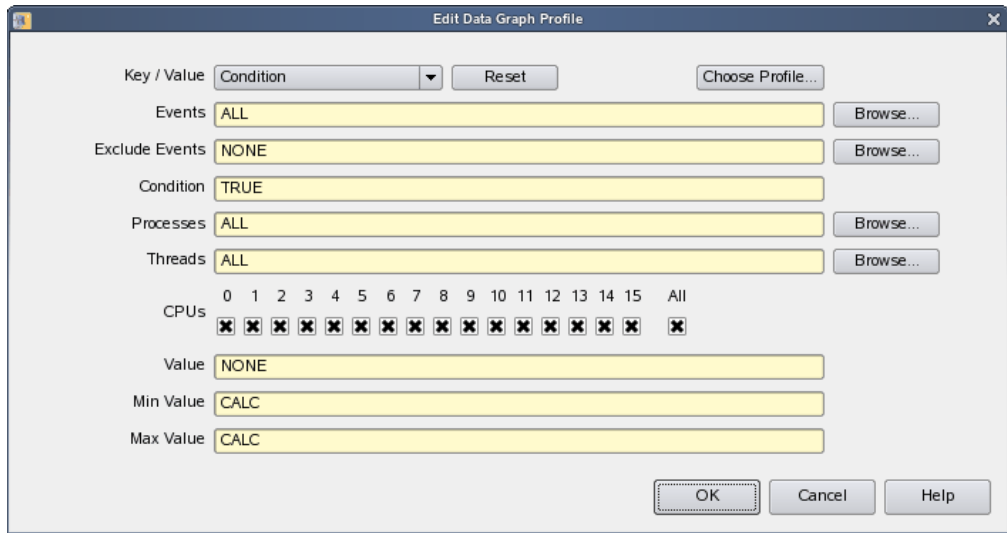 Edit Data Graph Profile
Key / Value Condition Reset Choose Profile...
Events ALL Browse...
Exclude Events NONE Browse...
Condition TRUE
Processes ALL Browse...
Threads ALL Browse...
0 1 2 3 4 5 6 7 8 9 10 11 12 13 14 15 All
CPUs
Value NONE
Min Value CALC
Max Value CALC
OK Cancel Help